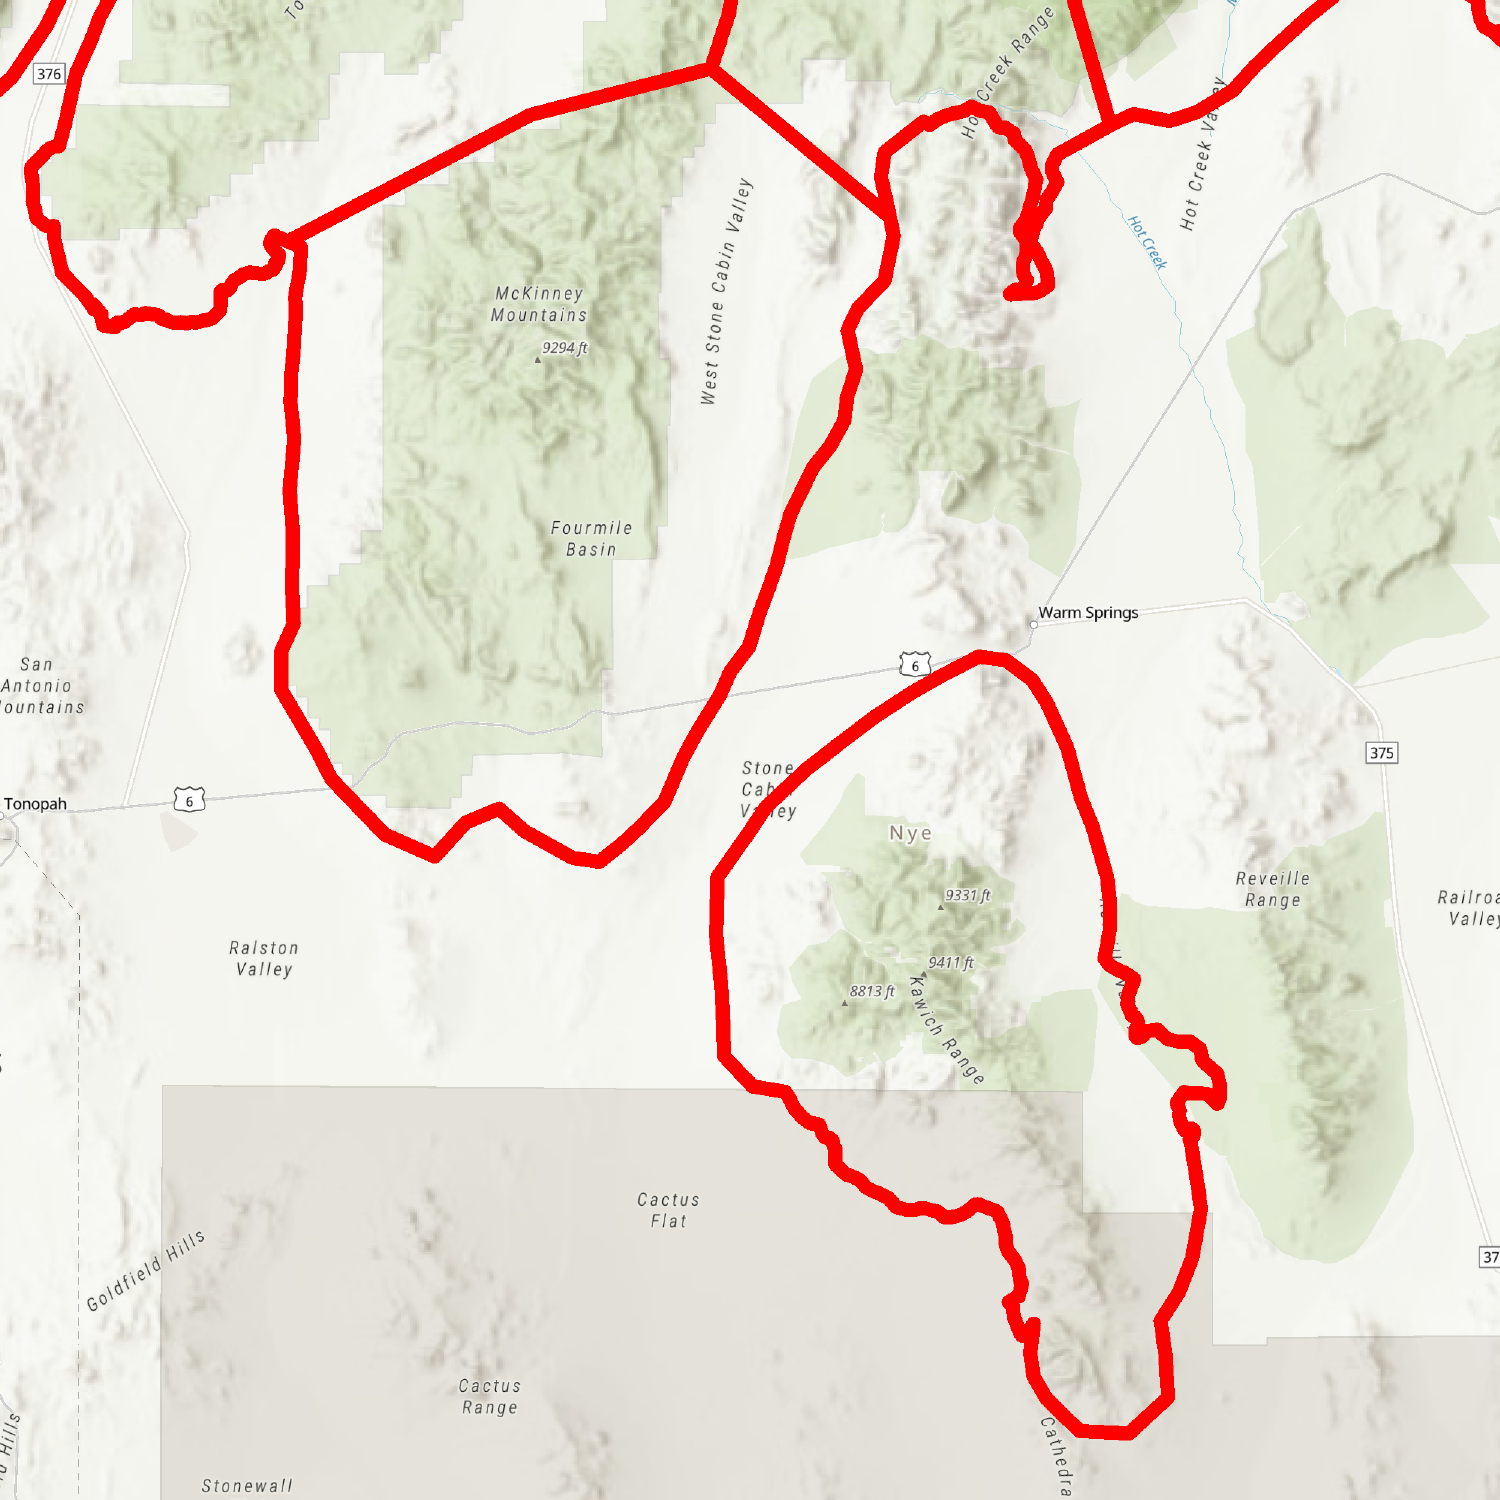 To
Hot Creek Range
376
Hot Creek Valley
Hot Creek
West Stone Cabin Valley
McKinney
Mountains
9294 ft
Fourmile
Basin
Warm Springs
6
San
Antonio
Mountains
375
Stone
Cabin
Valley
6
Tonopah
Nye
Reveille
Range
9331 ft
Railroa
Valley
Ralston
Valley
9411 ft
8813 ft
Kawich Range
Cactus
Flat
Goldfield Hills
37
Cactus
Range
Hills
Cathedra
Stonewall